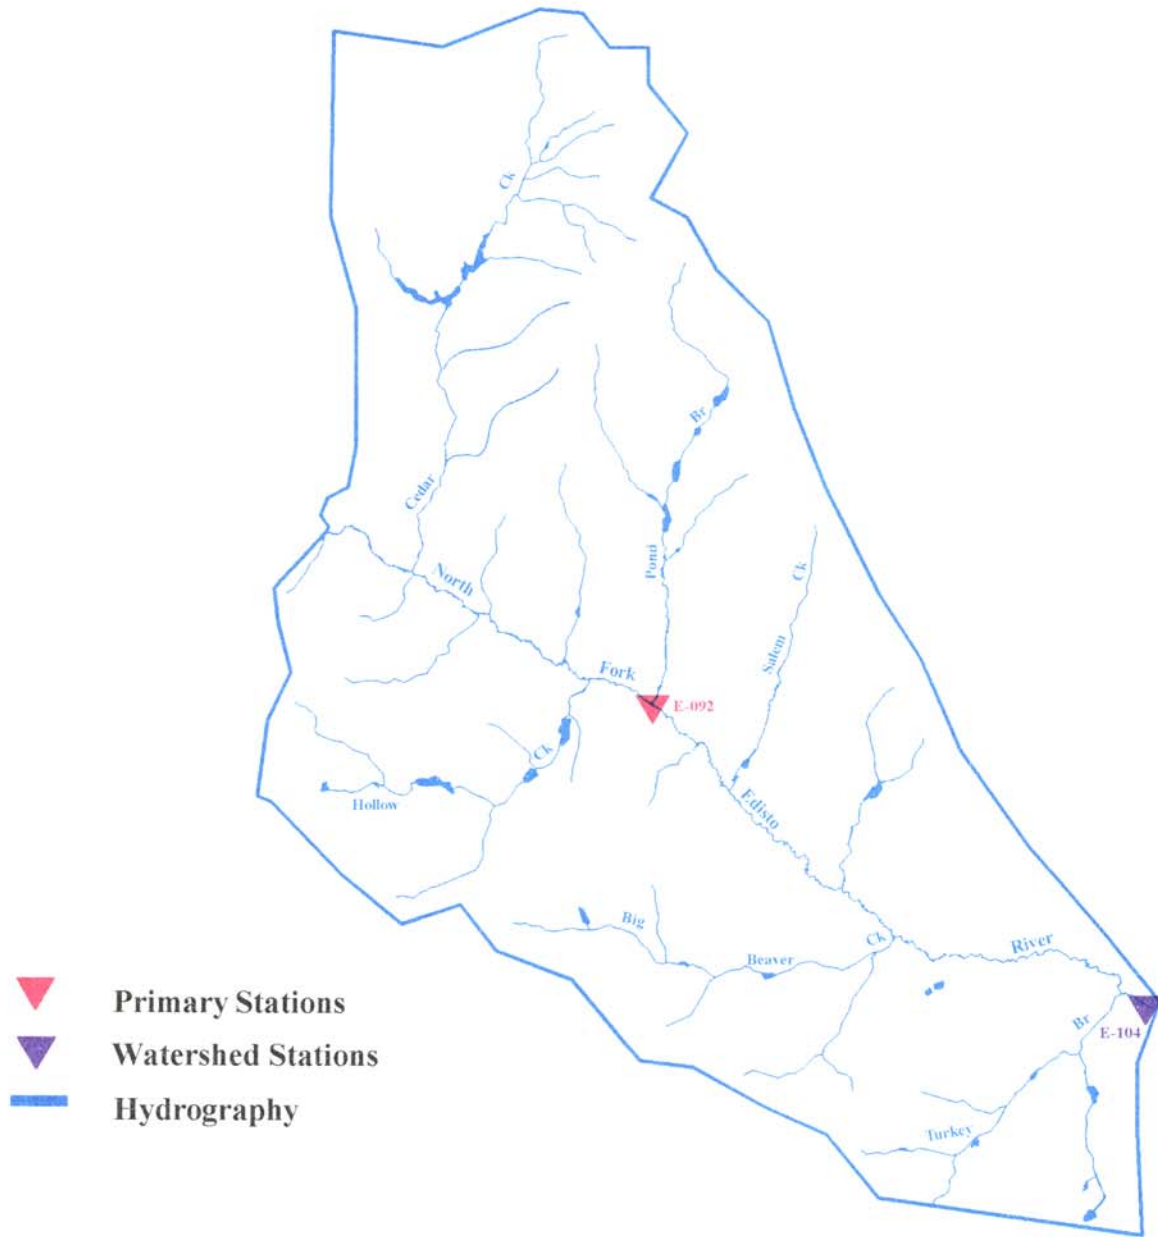 Ck
Br
Cedar
Ck
North
Pond
Salem
Fork
E-092
Ck
Hollow
Edisto
Big
Ck
River
Beaver
Br
E-104
Turkey
Primary Stations
Watershed Stations
Hydrography